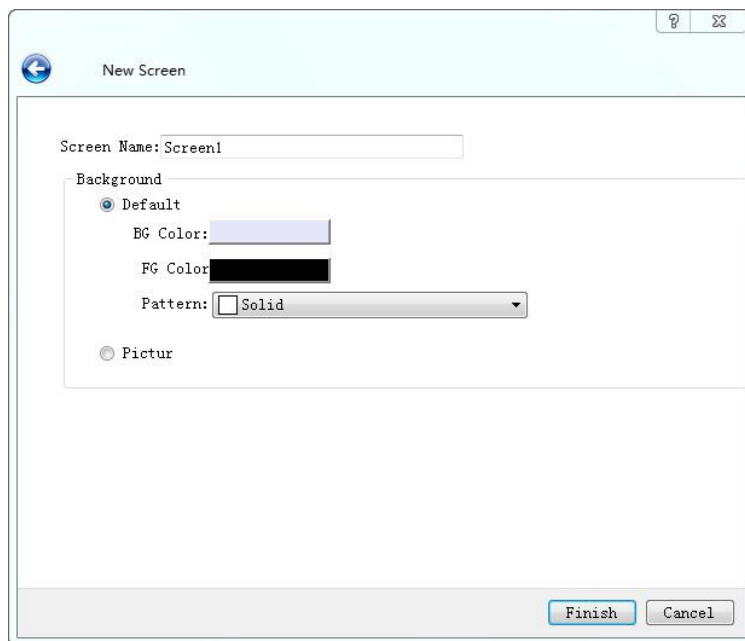 New Screen
Screen Name: Screen1
Background
Default
BG Color:
FG Color
Pattern: Solid
Pictur
Finish Cancel